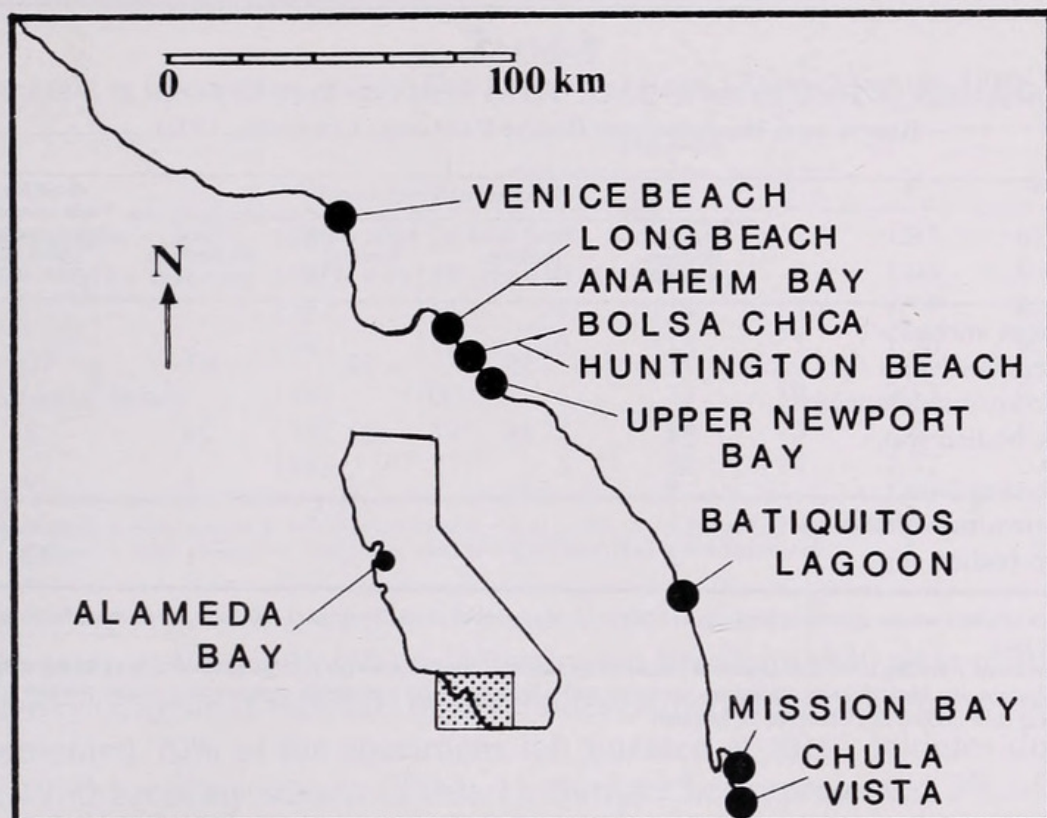 0 100 km
VENICE BEACH
LONG BEACH
N
ANAHEIM BAY
BOLSA CHICA
HUNTINGTON BEACH
UPPER NEWPORT
BAY
BATIQUITOS
LAGOON
ALAMEDA
BAY
MISSION BAY
CHULA
VISTA